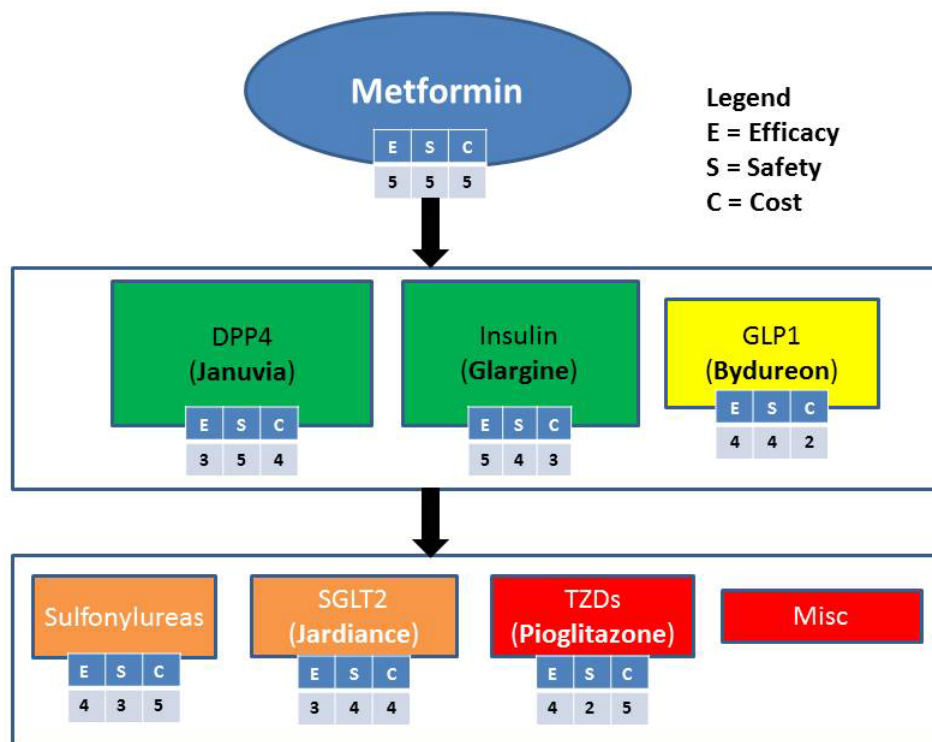 Metformin
E S C
5 5 5
Legend
E = Efficacy
S = Safety
C = Cost
DPP4
(Januvia)
E S C
3 5 4
Insulin
(Glargine)
E S C
5 4 3
GLP1
(Bydureon)
E S C
4 4 2
Sulfonylureas
E S C
4 3 5
SGLT2
(Jardiance)
E S C
3 4 4
TZDs
(Pioglitazone)
E S C
4 2 5
Misc